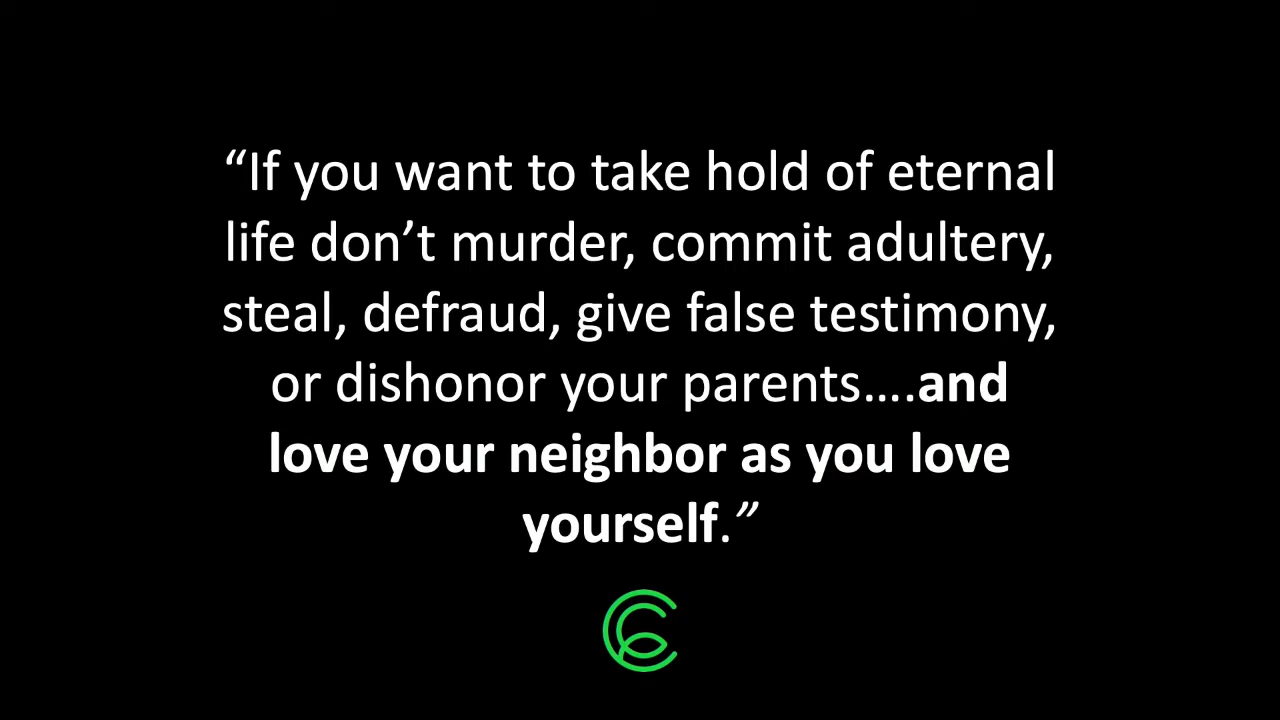 “If you want to take hold of eternal
life don’t murder, commit adultery,
steal, defraud, give false testimony,
or dishonor your parents….and
love your neighbor as you love
yourself.”